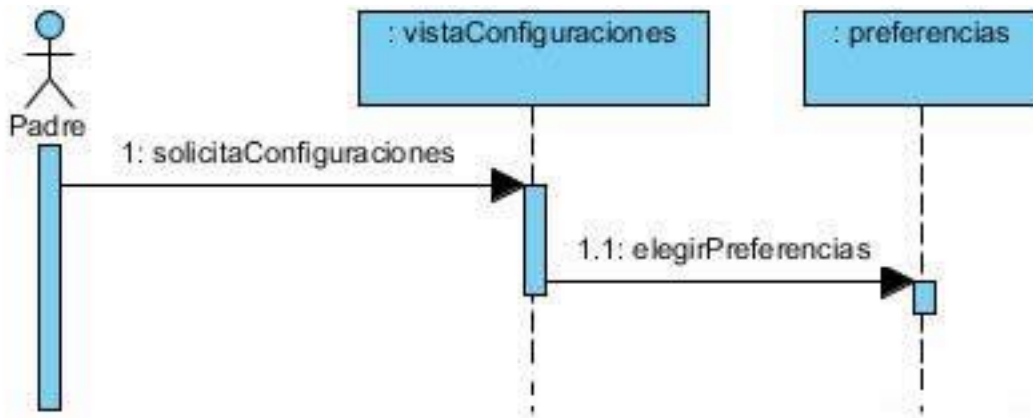 : vistaConfiguraciones
: preferencias
Padre
1: solicitaConfiguraciones
1.1: elegirPreferencias